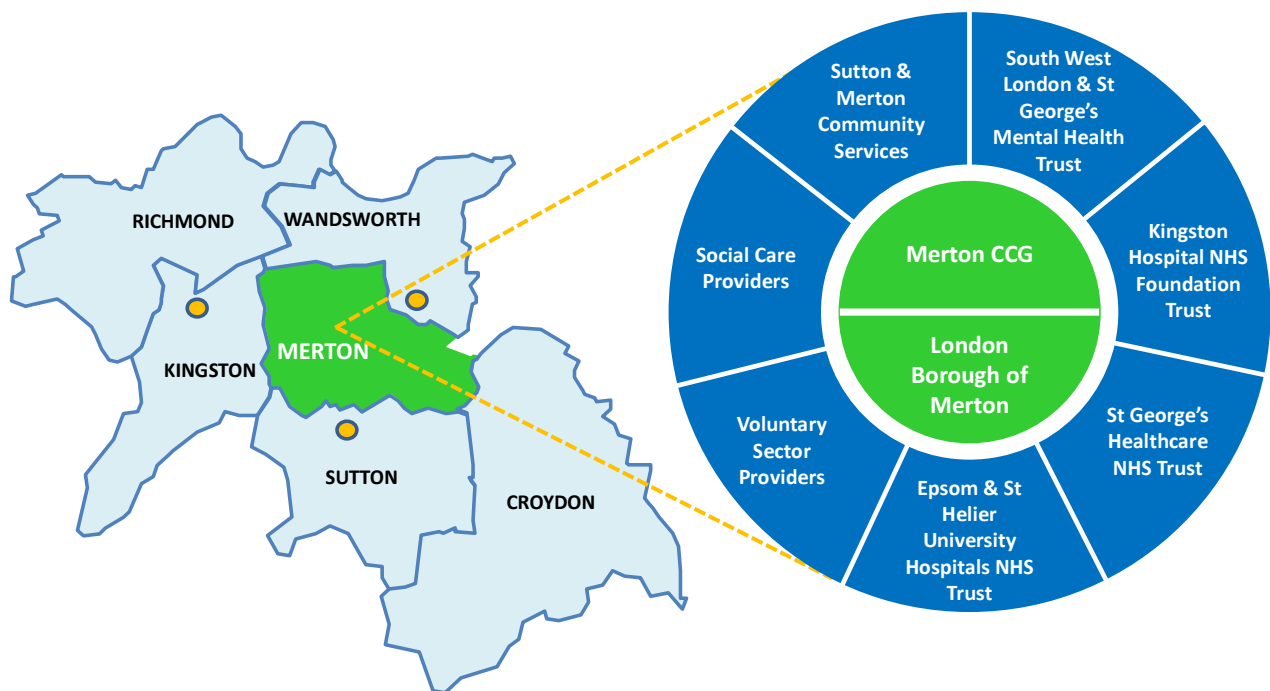 RICHMOND
WANDSWORTH
MERTON
KINGSTON
SUTTON
CROYDON
Sutton &
Merton
Community
Services
South West
London & St
George's
Mental Health
Trust
Social Care
Providers
Merton CCG
Kingston
Hospital NHS
Foundation
Trust
London
Borough of
Merton
Voluntary
Sector
Providers
St George's
Healthcare
NHS Trust
Epsom & St
Helier
University
Hospitals NHS
Trust